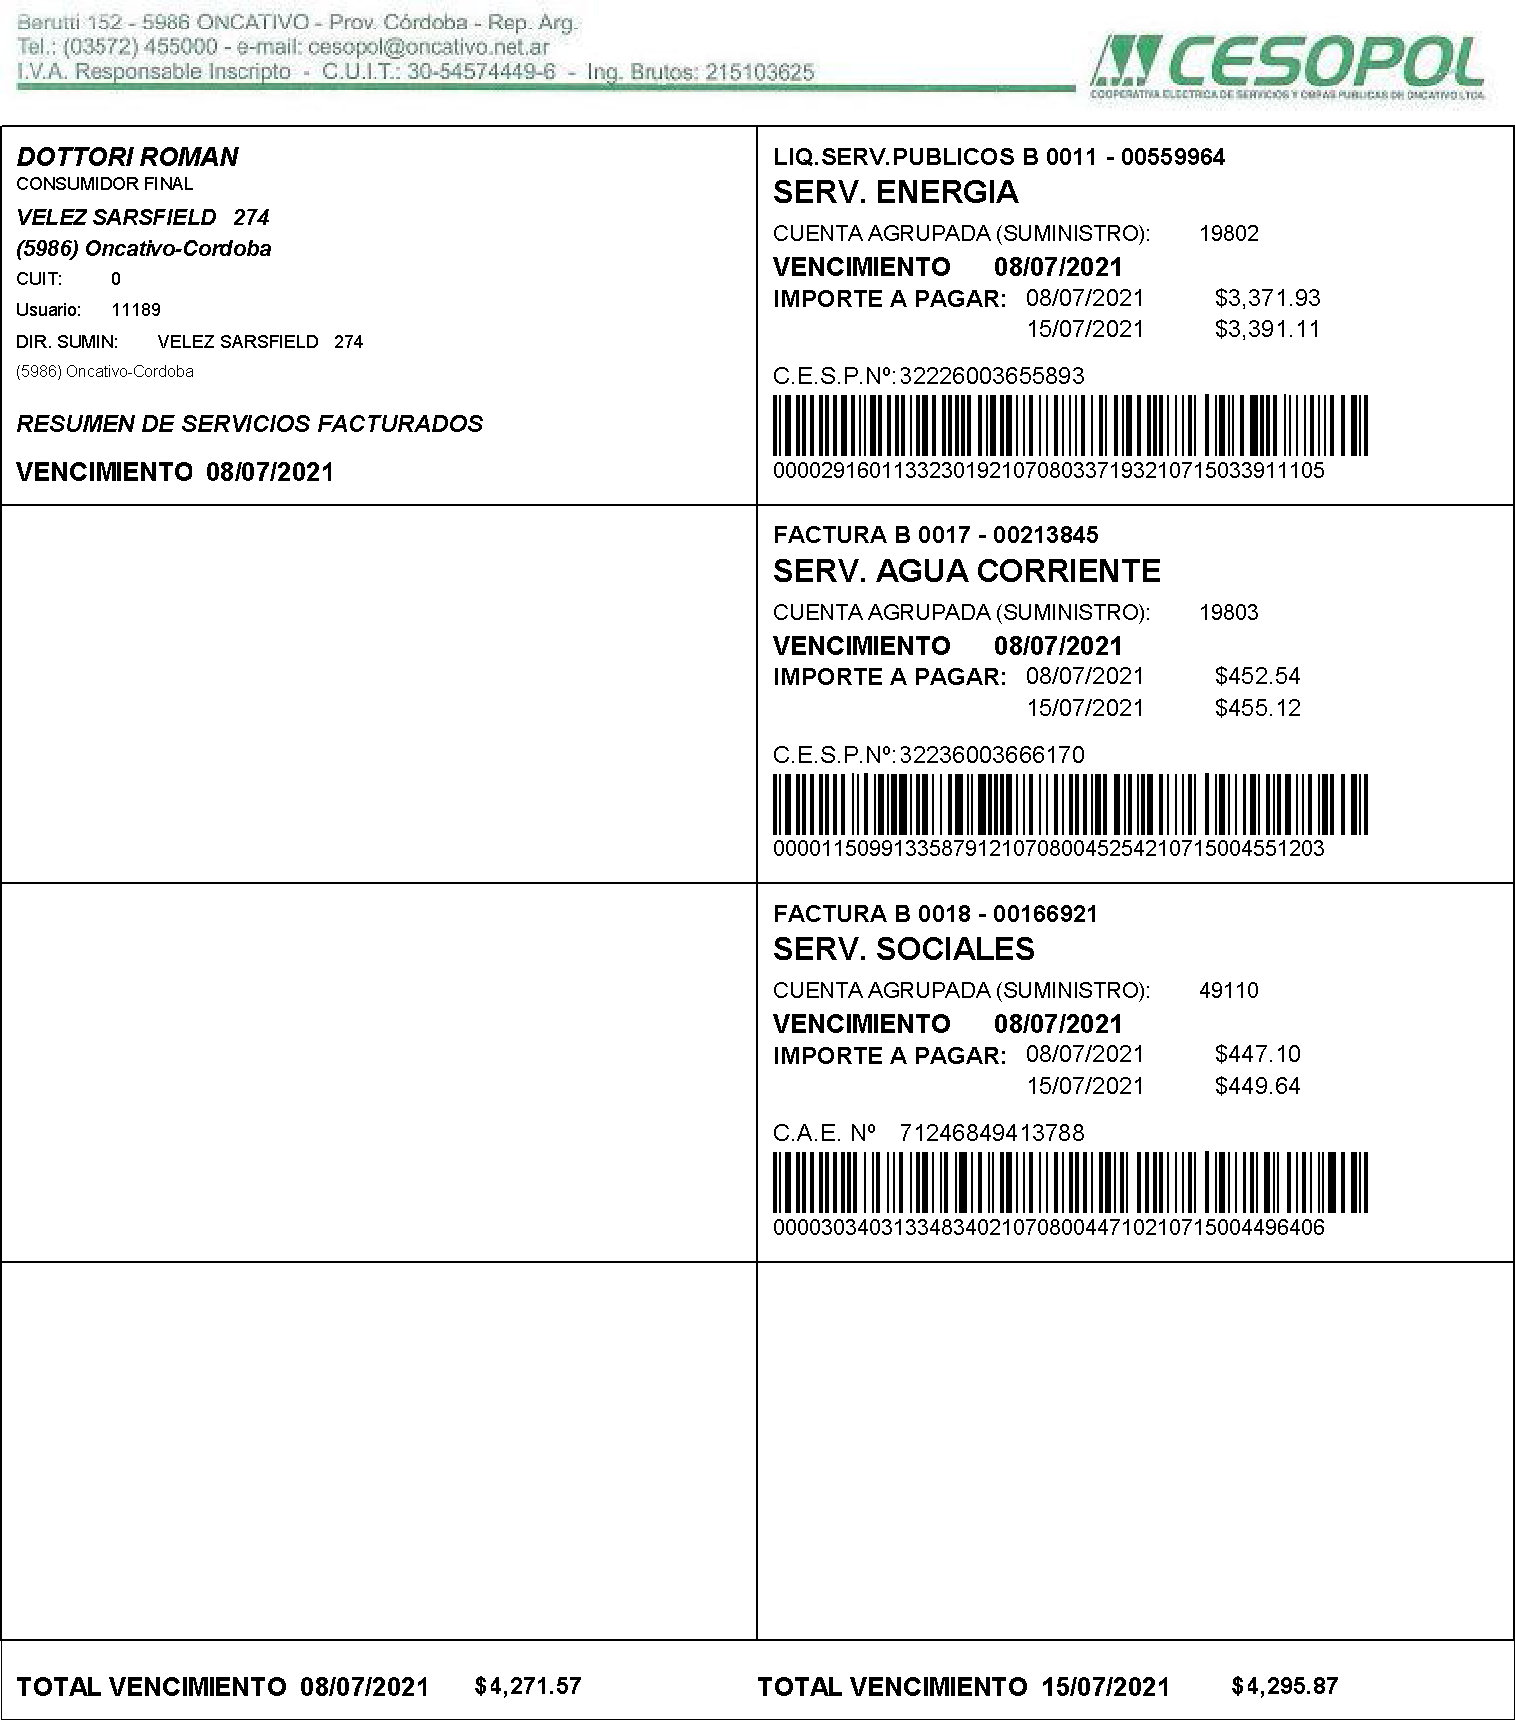 Berutti 152 - 5986 ONCATIVO - Prov. Córdoba - Rep. Arg.
Tel.: (03572) 455000 - e-mail: cesopol@oncativo.net.ar
I.V.A. Responsable Inscripto - C.U.I.T.: 30-54574449-6 - Ing. Brutos: 215103625
CESOPOL
COOPERATIVA ELECTRICA DE SERVICIOS Y OBRAS PUBLICAS DE ONCATIVO LTDA.
DOTTORI ROMAN
CONSUMIDOR FINAL
VELEZ SARSFIELD 274
(5986) Oncativo-Cordoba
CUIT: 0
Usuario: 11189
DIR. SUMIN: VELEZ SARSFIELD 274
(5986) Oncativo-Cordoba
RESUMEN DE SERVICIOS FACTURADOS
VENCIMIENTO 08/07/2021
LIQ.SERV.PUBLICOS B 0011 - 00559964
SERV. ENERGIA
CUENTA AGRUPADA (SUMINISTRO): 19802
VENCIMIENTO 08/07/2021
IMPORTE A PAGAR: 08/07/2021 $3,371.93
15/07/2021 $3,391.11
C.E.S.P.Nº: 32226003655893
0000291601133230192107080337193210715033911105
FACTURA B 0017 - 00213845
SERV. AGUA CORRIENTE
CUENTA AGRUPADA (SUMINISTRO): 19803
VENCIMIENTO 08/07/2021
IMPORTE A PAGAR: 08/07/2021 $452.54
15/07/2021 $455.12
C.E.S.P.Nº: 32236003666170
0000115099133587912107080045254210715004551203
FACTURA B 0018 - 00166921
SERV. SOCIALES
CUENTA AGRUPADA (SUMINISTRO): 49110
VENCIMIENTO 08/07/2021
IMPORTE A PAGAR: 08/07/2021 $447.10
15/07/2021 $449.64
C.A.E. Nº 71246849413788
0000303403133483402107080044710210715004496406
TOTAL VENCIMIENTO 08/07/2021 $4,271.57
TOTAL VENCIMIENTO 15/07/2021 $4,295.87